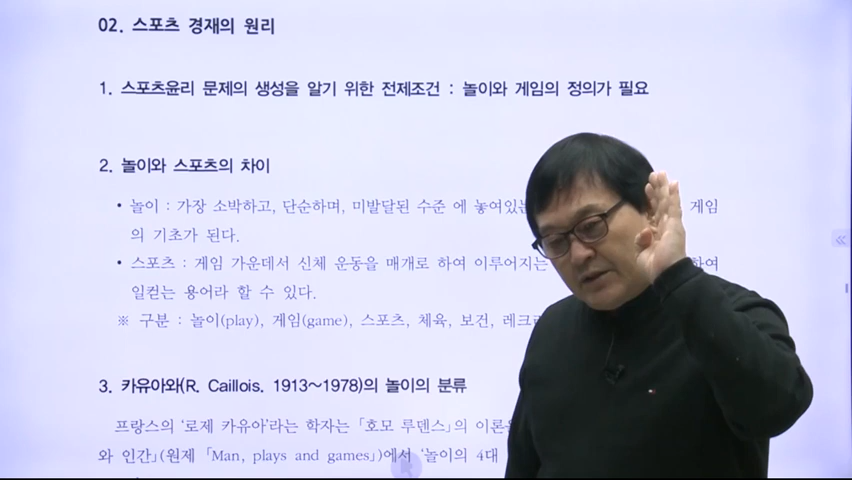 02. 스포츠 경재의 원리
1. 스포츠윤리 문제의 생성을 알기 위한 전제조건 : 놀이와 게임의 정의가 필요
2. 놀이와 스포츠의 차이
• 놀이 : 가장 소박하고, 단순하며, 미발달된 수준 에 놓여있는 게임
의 기초가 된다.
• 스포츠 : 게임 가운데서 신체 운동을 매개로 하여 이루어지는 하여
일컫는 용어라 할 수 있다.
※ 구분 : 놀이(play), 게임(game), 스포츠, 체육, 보건,
3. 카유아와(R. Caillois. 1913~1978)의 놀이의 분류
프랑스의 '로제 카유아'라는 학자는 「호모 루덴스」의
와 인간」(원제 「Man, plays and games」)에서 '놀이의 4대